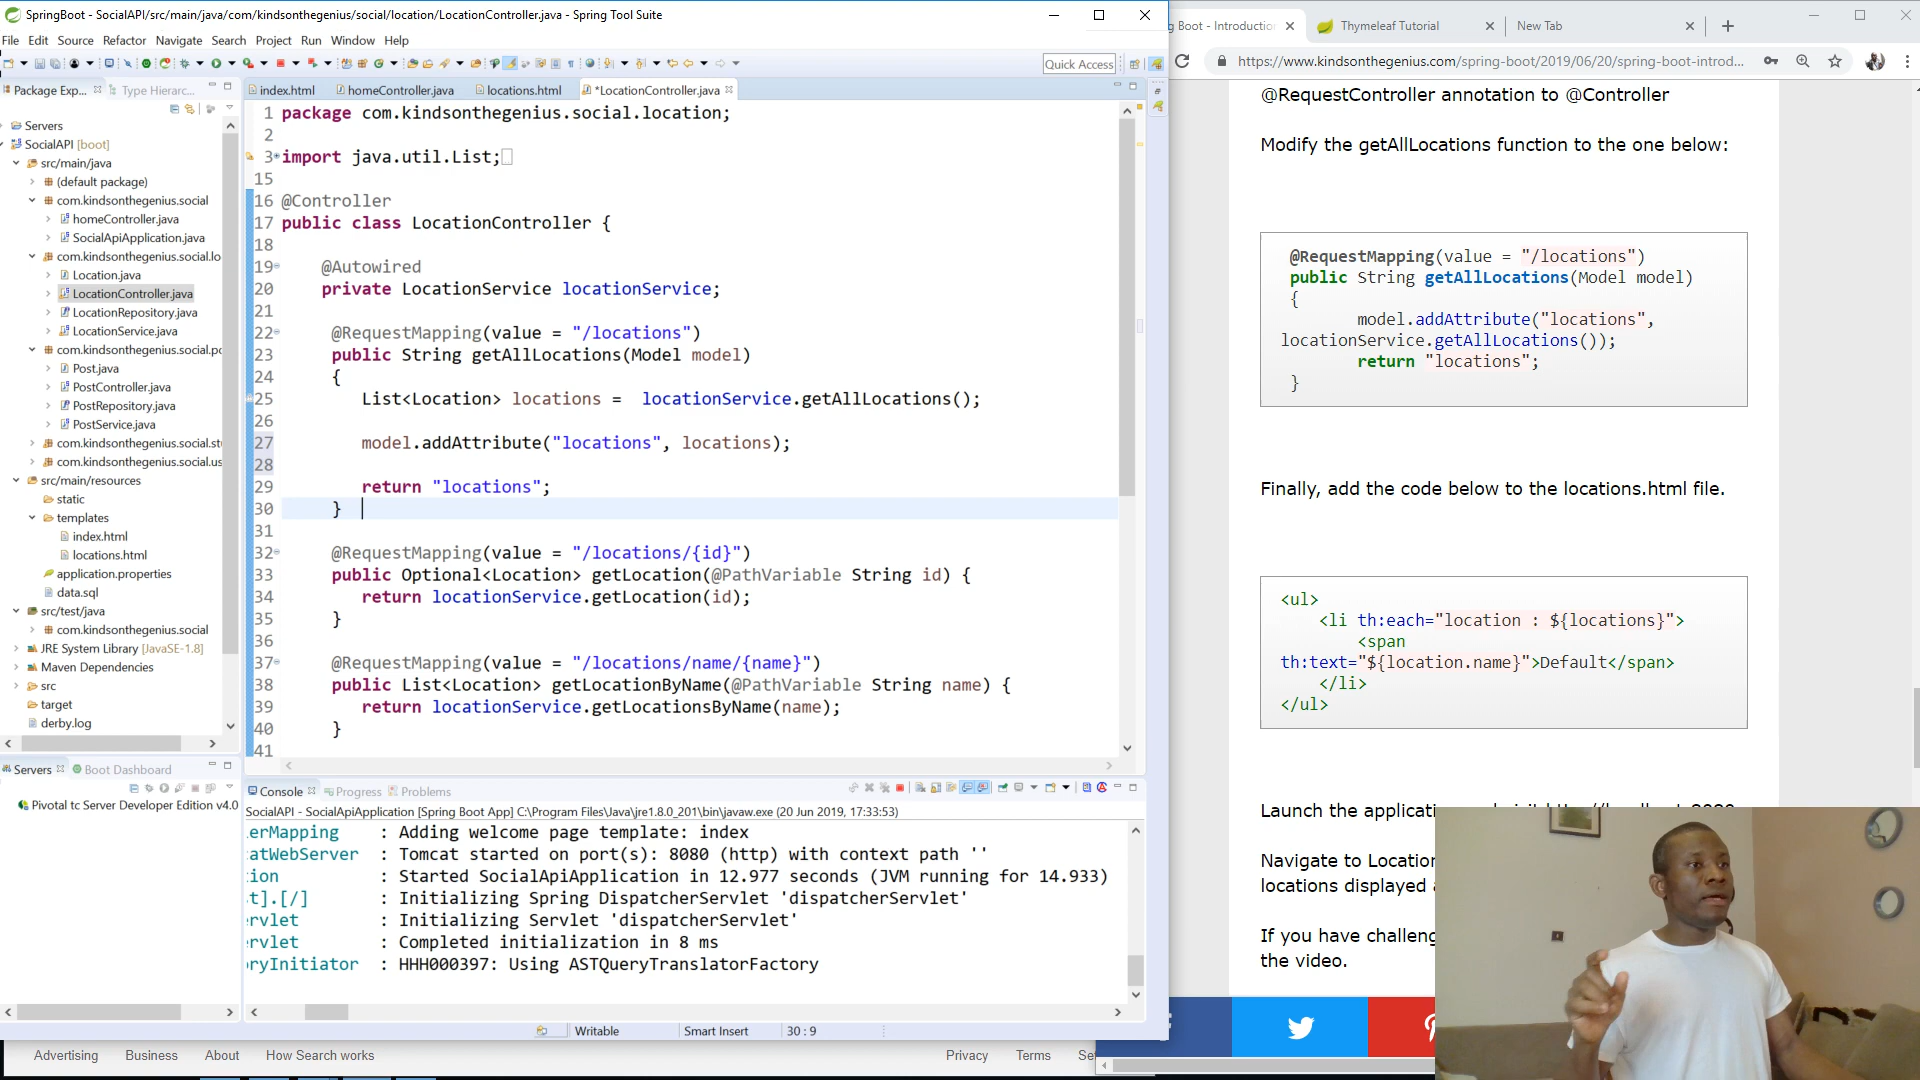 SpringBoot - SocialAPI/src/main/java/com/kindsonthegenius/social/location/LocationController.java - Spring Tool Suite
File Edit Source Refactor Navigate Search Project Run Window Help
Quick Access
Package Exp...
Type Hierarc...
Servers
SocialAPI [boot]
src/main/java
(default package)
com.kindsonthegenius.social
homeController.java
SocialApiApplication.java
com.kindsonthegenius.social.lo
Location.java
LocationController.java
LocationRepository.java
LocationService.java
com.kindsonthegenius.social.po
Post.java
PostController.java
PostRepository.java
PostService.java
com.kindsonthegenius.social.st
com.kindsonthegenius.social.us
src/main/resources
static
templates
index.html
locations.html
application.properties
data.sql
src/test/java
com.kindsonthegenius.social
JRE System Library [JavaSE-1.8]
Maven Dependencies
src
target
derby.log
Servers
Boot Dashboard
Pivotal tc Server Developer Edition v4.0
index.html
homeController.java
locations.html
*LocationController.java
1 package com.kindsonthegenius.social.location;
2
3 import java.util.List;
15
16 @Controller
17 public class LocationController {
18
19 @Autowired
20 private LocationService locationService;
21
22 @RequestMapping(value = "/locations")
23 public String getAllLocations(Model model)
24 {
25 List<Location> locations = locationService.getAllLocations();
26
27 model.addAttribute("locations", locations);
28
29 return "locations";
30 }
31
32 @RequestMapping(value = "/locations/{id}")
33 public Optional<Location> getLocation(@PathVariable String id) {
34 return locationService.getLocation(id);
35 }
36
37 @RequestMapping(value = "/locations/name/{name}")
38 public List<Location> getLocationByName(@PathVariable String name) {
39 return locationService.getLocationsByName(name);
40 }
41
Console
Progress
Problems
SocialAPI - SocialApiApplication [Spring Boot App] C:\Program Files\Java\jre1.8.0_201\bin\javaw.exe (20 Jun 2019, 17:33:53)
erMapping : Adding welcome page template: index
atWebServer : Tomcat started on port(s): 8080 (http) with context path ''
ion : Started SocialApiApplication in 12.977 seconds (JVM running for 14.933)
t].[/] : Initializing Spring DispatcherServlet 'dispatcherServlet'
rvlet : Initializing Servlet 'dispatcherServlet'
rvlet : Completed initialization in 8 ms
ryInitiator : HHH000397: Using ASTQueryTranslatorFactory
Writable
Smart Insert
30 : 9
Advertising Business About How Search works Privacy Terms
g Boot - Introduction
Thymeleaf Tutorial
New Tab
https://www.kindsonthegenius.com/spring-boot/2019/06/20/spring-boot-introd...
@RequestController annotation to @Controller
Modify the getAllLocations function to the one below:
@RequestMapping(value = "/locations")
public String getAllLocations(Model model)
{
model.addAttribute("locations",
locationService.getAllLocations());
return "locations";
}
Finally, add the code below to the locations.html file.
<ul>
<li th:each="location : ${locations}">
<span
th:text="${location.name}">Default</span>
</li>
</ul>
Launch the
Navigate to Location
locations displayed
If you have challeng
the video.